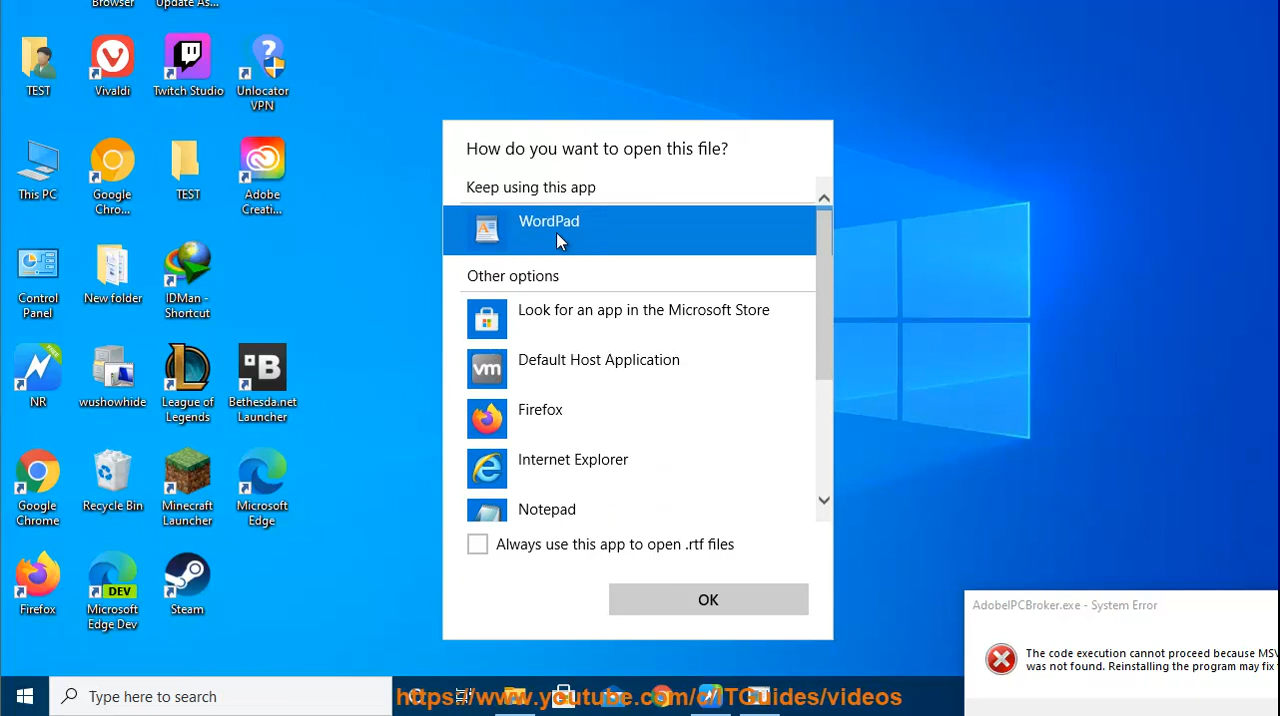 Browser
Update As...
TEST
Vivaldi
Twitch Studio
Unlocator
VPN
This PC
Google
Chro...
TEST
Adobe
Creati...
Control
Panel
New folder
IDMan -
Shortcut
NR
wushowhide
League of
Legends
Bethesda.net
Launcher
Google
Chrome
Recycle Bin
Minecraft
Launcher
Microsoft
Edge
Firefox
DEV
Microsoft
Edge Dev
Steam
How do you want to open this file?
Keep using this app
WordPad
Other options
Look for an app in the Microsoft Store
vm
Default Host Application
Firefox
Internet Explorer
Notepad
Always use this app to open .rtf files
OK
AdobeIPCBroker.exe - System Error
The code execution cannot proceed because MSV
was not found. Reinstalling the program may fix
Type here to search
https://www.youtube.com/c/ITGuides/videos